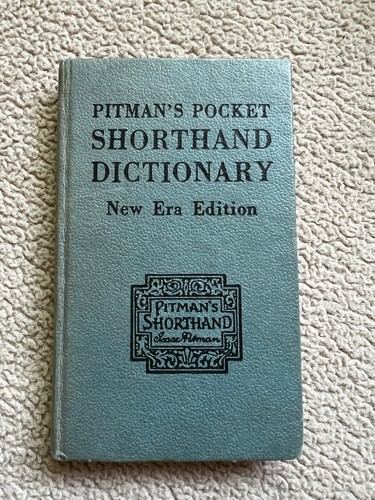 PITMAN'S POCKET
SHORTHAND
DICTIONARY
New Era Edition
PITMAN'S
SHORTHAND
Isaac Pitman